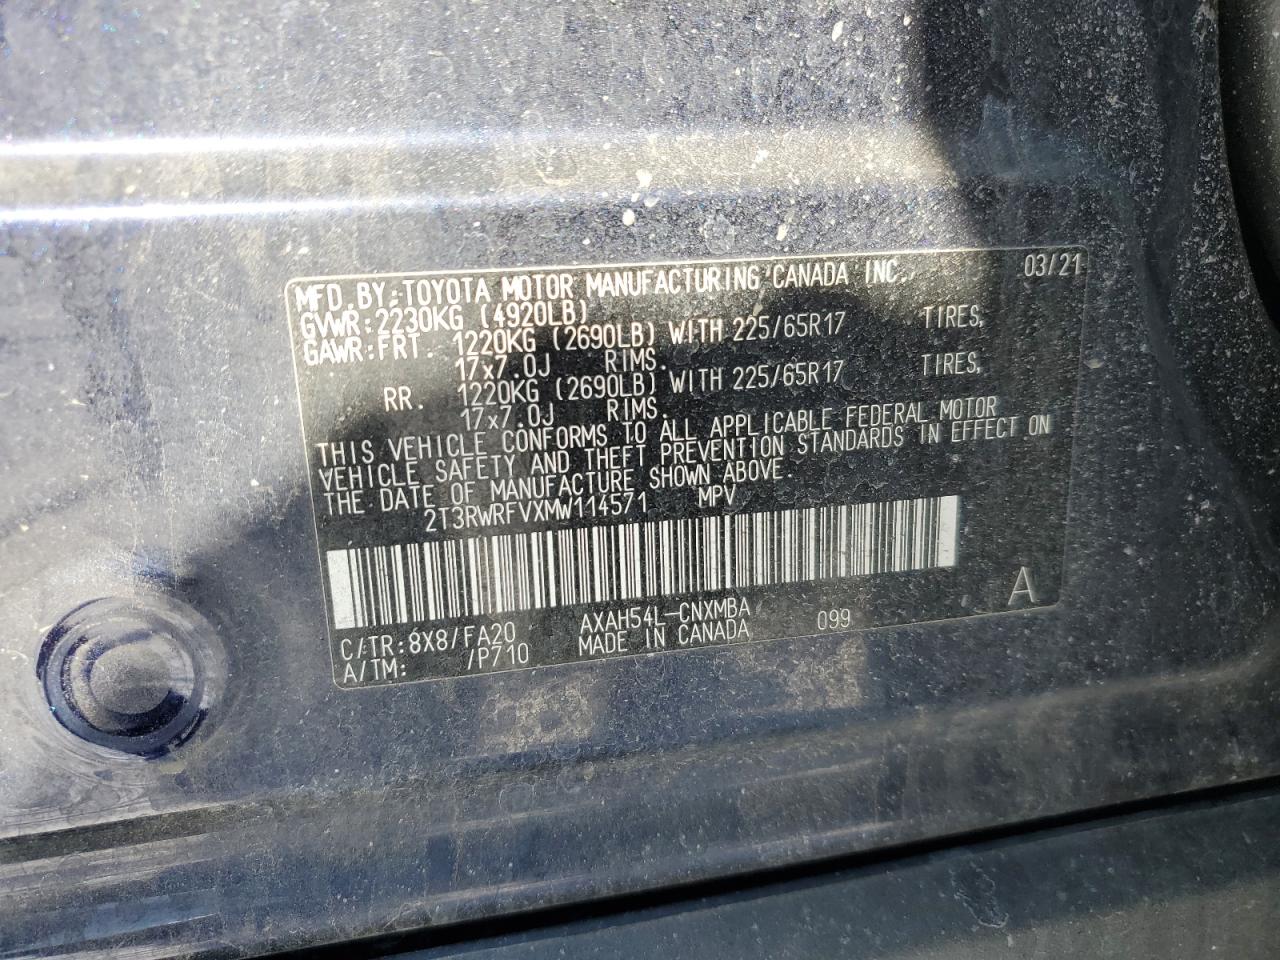 MFD.BY:TOYOTA MOTOR MANUFACTURING CANADA INC. 03/21
GVWR:2230KG (4920LB)
GAWR:FRT. 1220KG (2690LB) WITH 225/65R17 TIRES,
17x7.0J RIMS.
RR. 1220KG (2690LB) WITH 225/65R17 TIRES,
17x7.0J RIMS.
THIS VEHICLE CONFORMS TO ALL APPLICABLE FEDERAL MOTOR
VEHICLE SAFETY AND THEFT PREVENTION STANDARDS IN EFFECT ON
THE DATE OF MANUFACTURE SHOWN ABOVE.
2T3RWRFVXMW114571 MPV
C/TR:8X8/FA20 AXAH54L-CNXMBA 099 A
A/TM: /P710 MADE IN CANADA